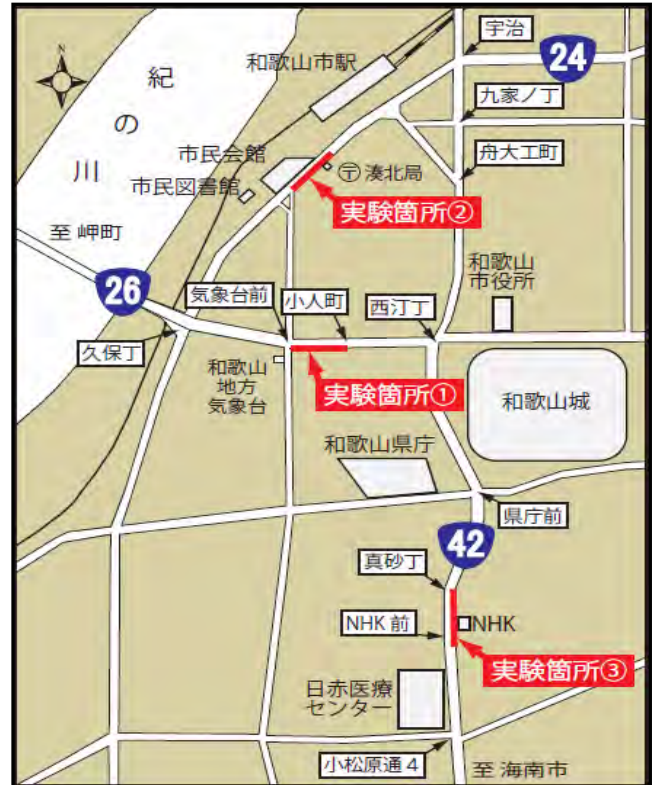 宇治
N
24
和歌山市駅
紀の川
九家ノ丁
市民会館
舟大工町
〒湊北局
市民図書館
実験箇所②
至 岬町
和歌山
市役所
26
気象台前
小人町
西汀丁
久保丁
和歌山
地方
気象台
実験箇所①
和歌山城
和歌山県庁
県庁前
42
真砂丁
NHK 前
NHK
実験箇所③
日赤医療
センター
小松原通 4
至 海南市